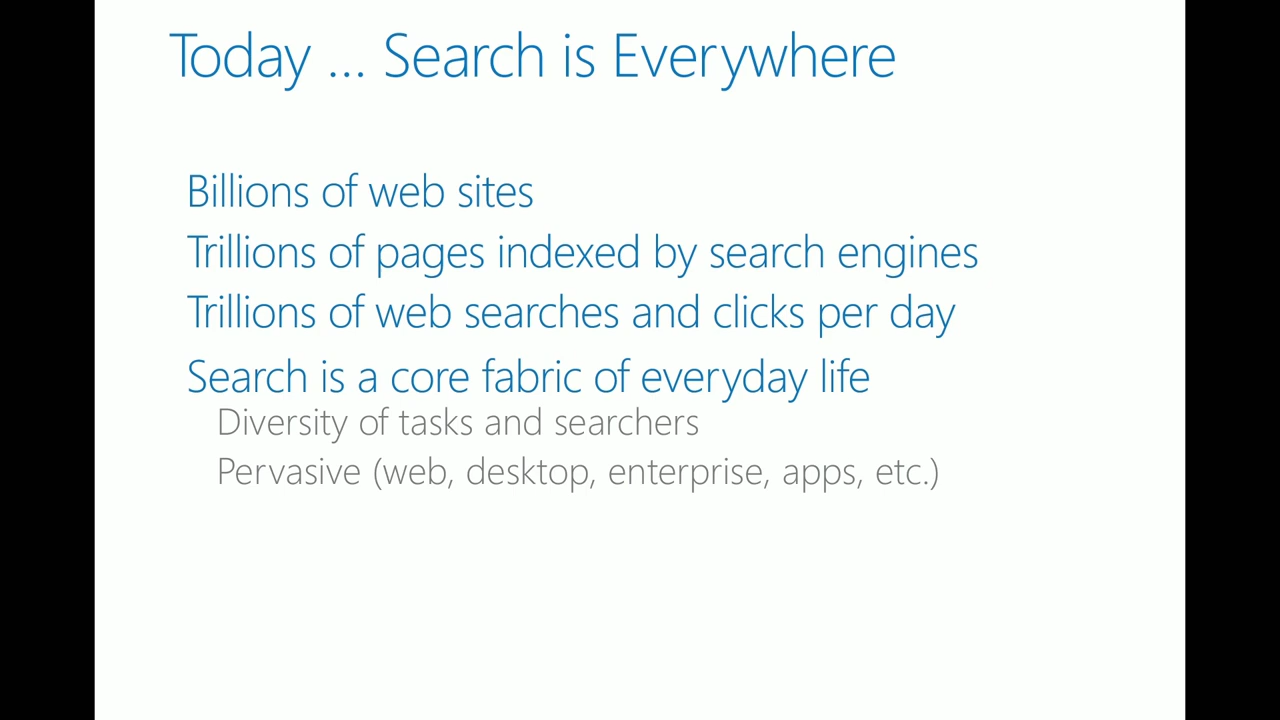 Today ... Search is Everywhere
Billions of web sites
Trillions of pages indexed by search engines
Trillions of web searches and clicks per day
Search is a core fabric of everyday life
Diversity of tasks and searchers
Pervasive (web, desktop, enterprise, apps, etc.)